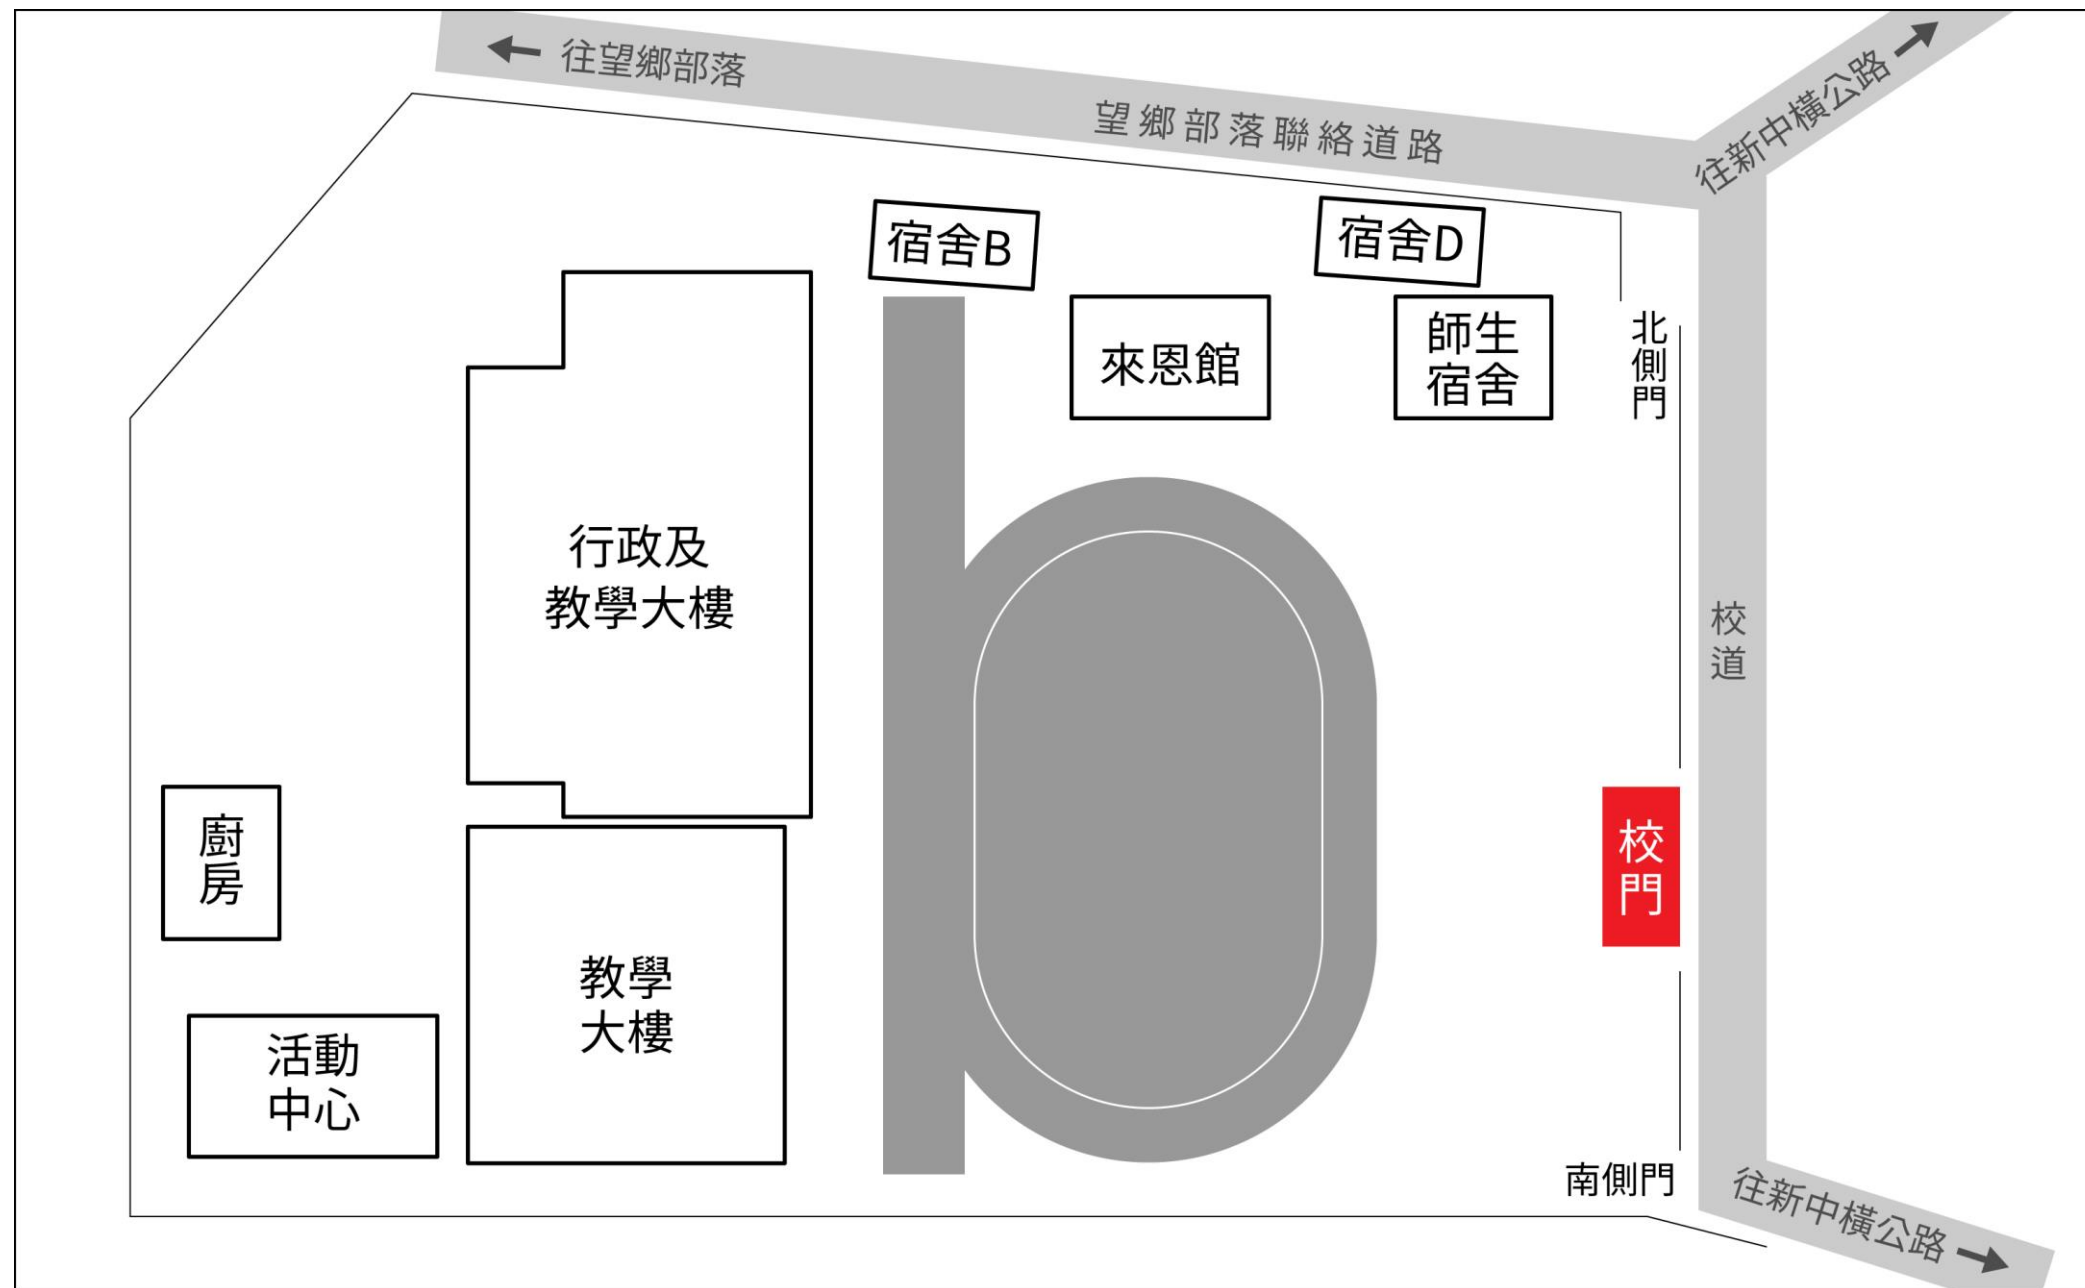 往望鄉部落
望鄉部落聯絡道路
往新中橫公路
宿舍B
宿舍D
來恩館
師生
宿舍
北側門
行政及
教學大樓
校道
廚房
校門
教學
大樓
活動
中心
南側門
往新中橫公路